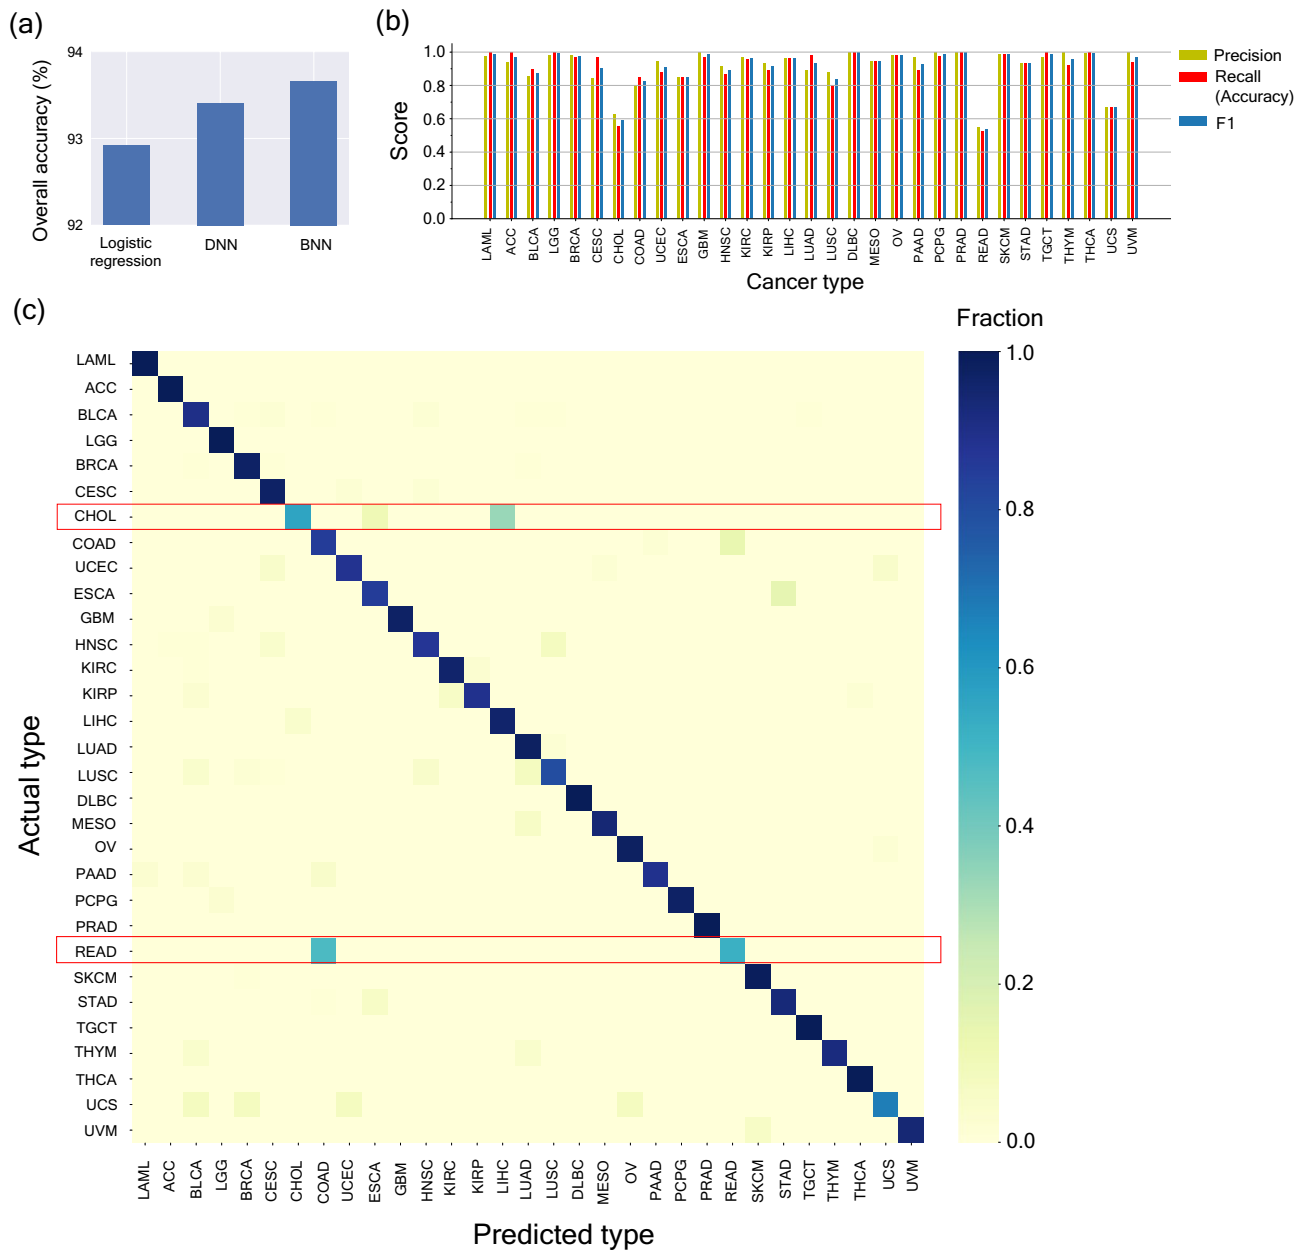 (a)
94
93
92
Overall accuracy (%)
Logistic
regression
DNN
BNN
(b)
1.0
0.8
0.6
0.4
0.2
0.0
Score
LAML
ACC
BLCA
LGG
BRCA
CESC
CHOL
COAD
UCEC
ESCA
GBM
HNSC
KIRC
KIRP
LIHC
LUAD
LUSC
DLBC
MESO
OV
PAAD
PCPG
PRAD
READ
SKCM
STAD
TGCT
THYM
THCA
UCS
UVM
Cancer type
Precision
Recall
(Accuracy)
F1
(c)
Actual type
LAML
ACC
BLCA
LGG
BRCA
CESC
CHOL
COAD
UCEC
ESCA
GBM
HNSC
KIRC
KIRP
LIHC
LUAD
LUSC
DLBC
MESO
OV
PAAD
PCPG
PRAD
READ
SKCM
STAD
TGCT
THYM
THCA
UCS
UVM
LAML
ACC
BLCA
LGG
BRCA
CESC
CHOL
COAD
UCEC
ESCA
GBM
HNSC
KIRC
KIRP
LIHC
LUAD
LUSC
DLBC
MESO
OV
PAAD
PCPG
PRAD
READ
SKCM
STAD
TGCT
THYM
THCA
UCS
UVM
Predicted type
Fraction
1.0
0.8
0.6
0.4
0.2
0.0